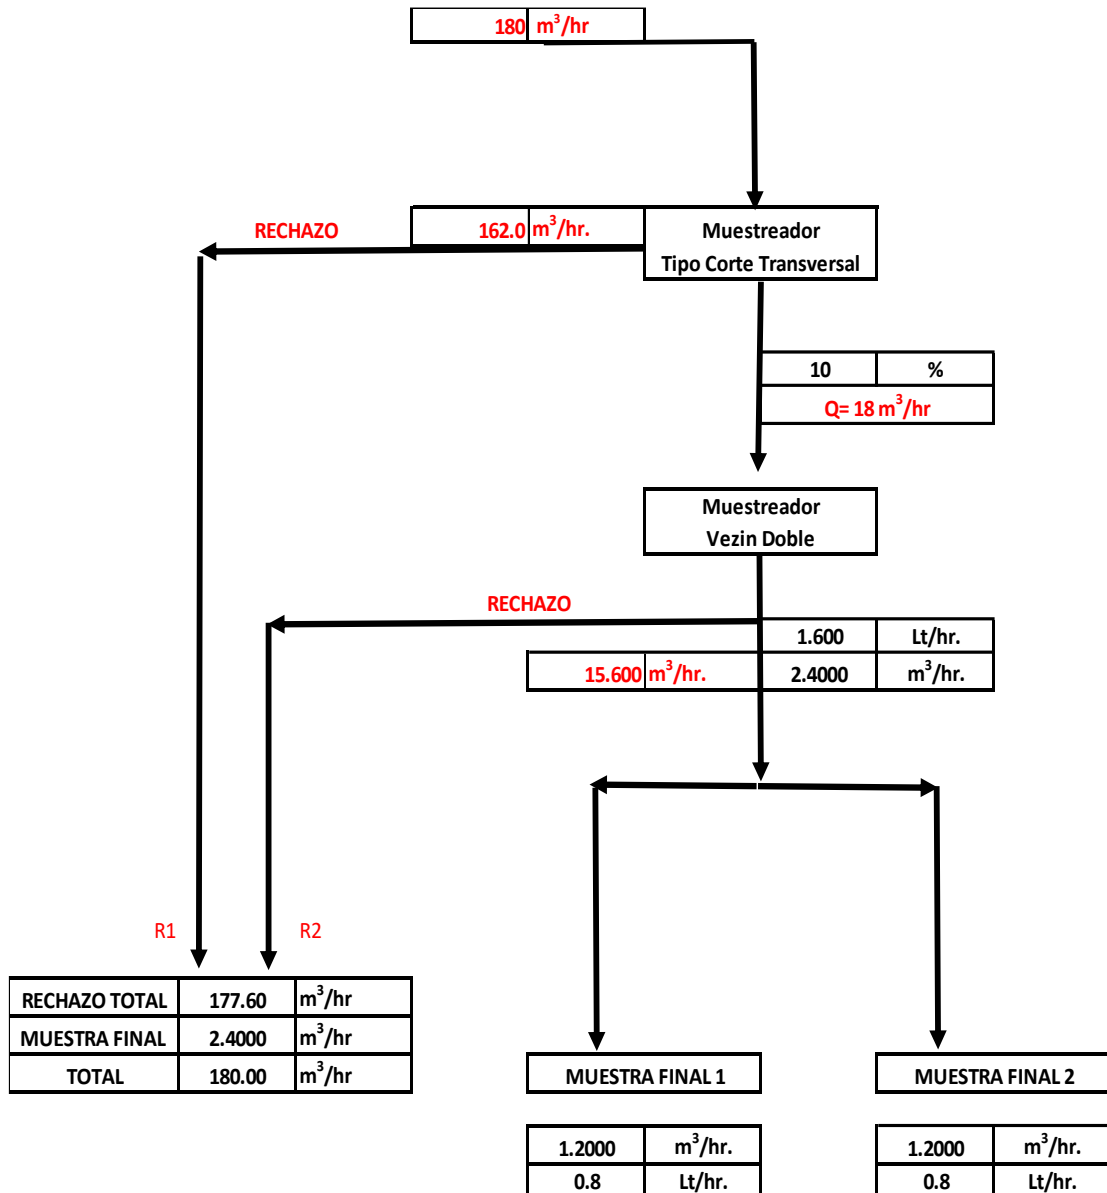 180 m³/hr
RECHAZO 162.0 m³/hr. Muestreador
Tipo Corte Transversal
10 %
Q= 18 m³/hr
Muestreador
Vezin Doble
RECHAZO
1.600 Lt/hr.
15.600 m³/hr. 2.4000 m³/hr.
R1 R2
RECHAZO TOTAL 177.60 m³/hr
MUESTRA FINAL 2.4000 m³/hr
TOTAL 180.00 m³/hr
MUESTRA FINAL 1 MUESTRA FINAL 2
1.2000 m³/hr. 1.2000 m³/hr.
0.8 Lt/hr. 0.8 Lt/hr.